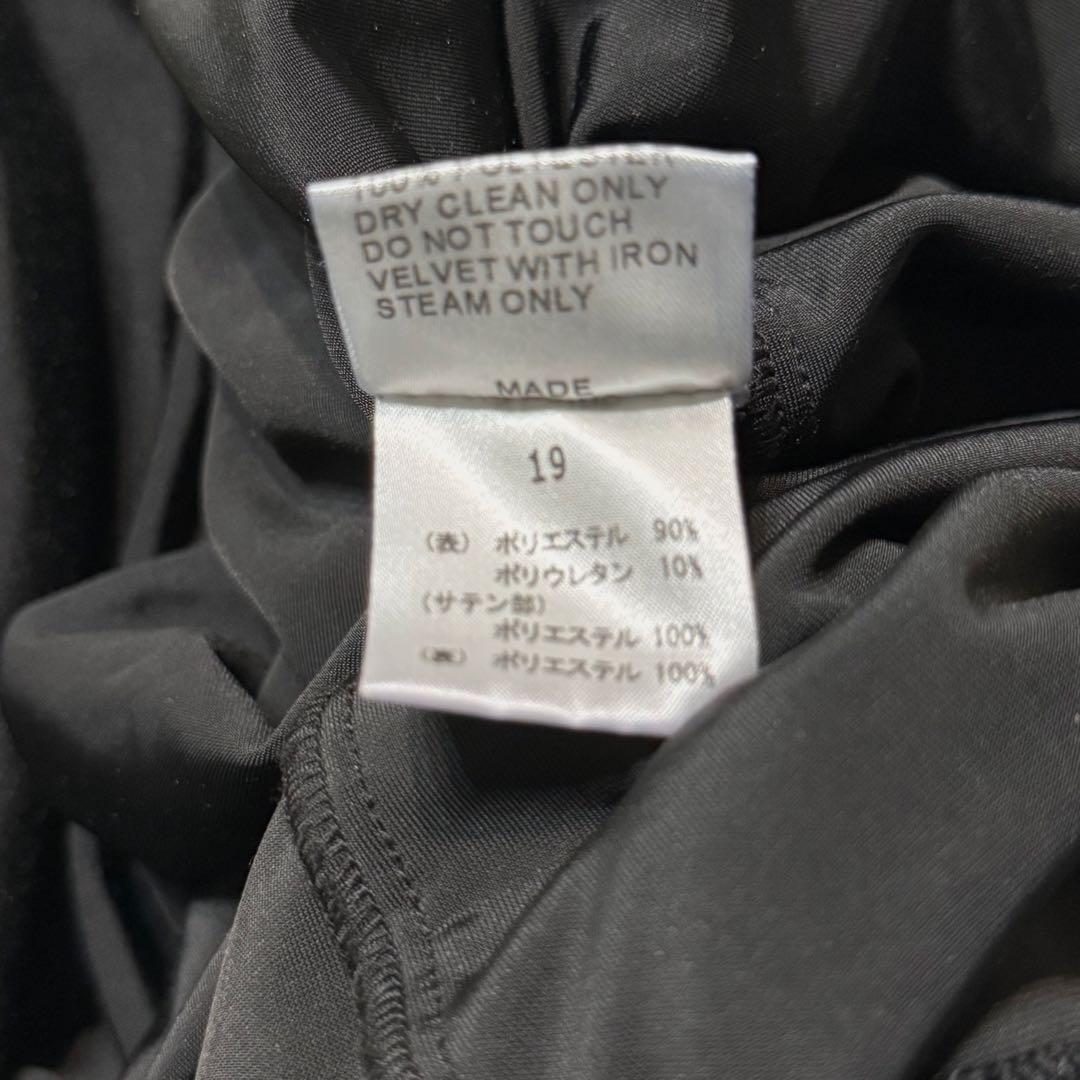 100% POLYESTER
DRY CLEAN ONLY
DO NOT TOUCH
VELVET WITH IRON
STEAM ONLY
MADE
19
(表) ポリエステル 90%
ポリウレタン 10%
(サテン部)
ポリエステル 100%
ポリエステル 100%